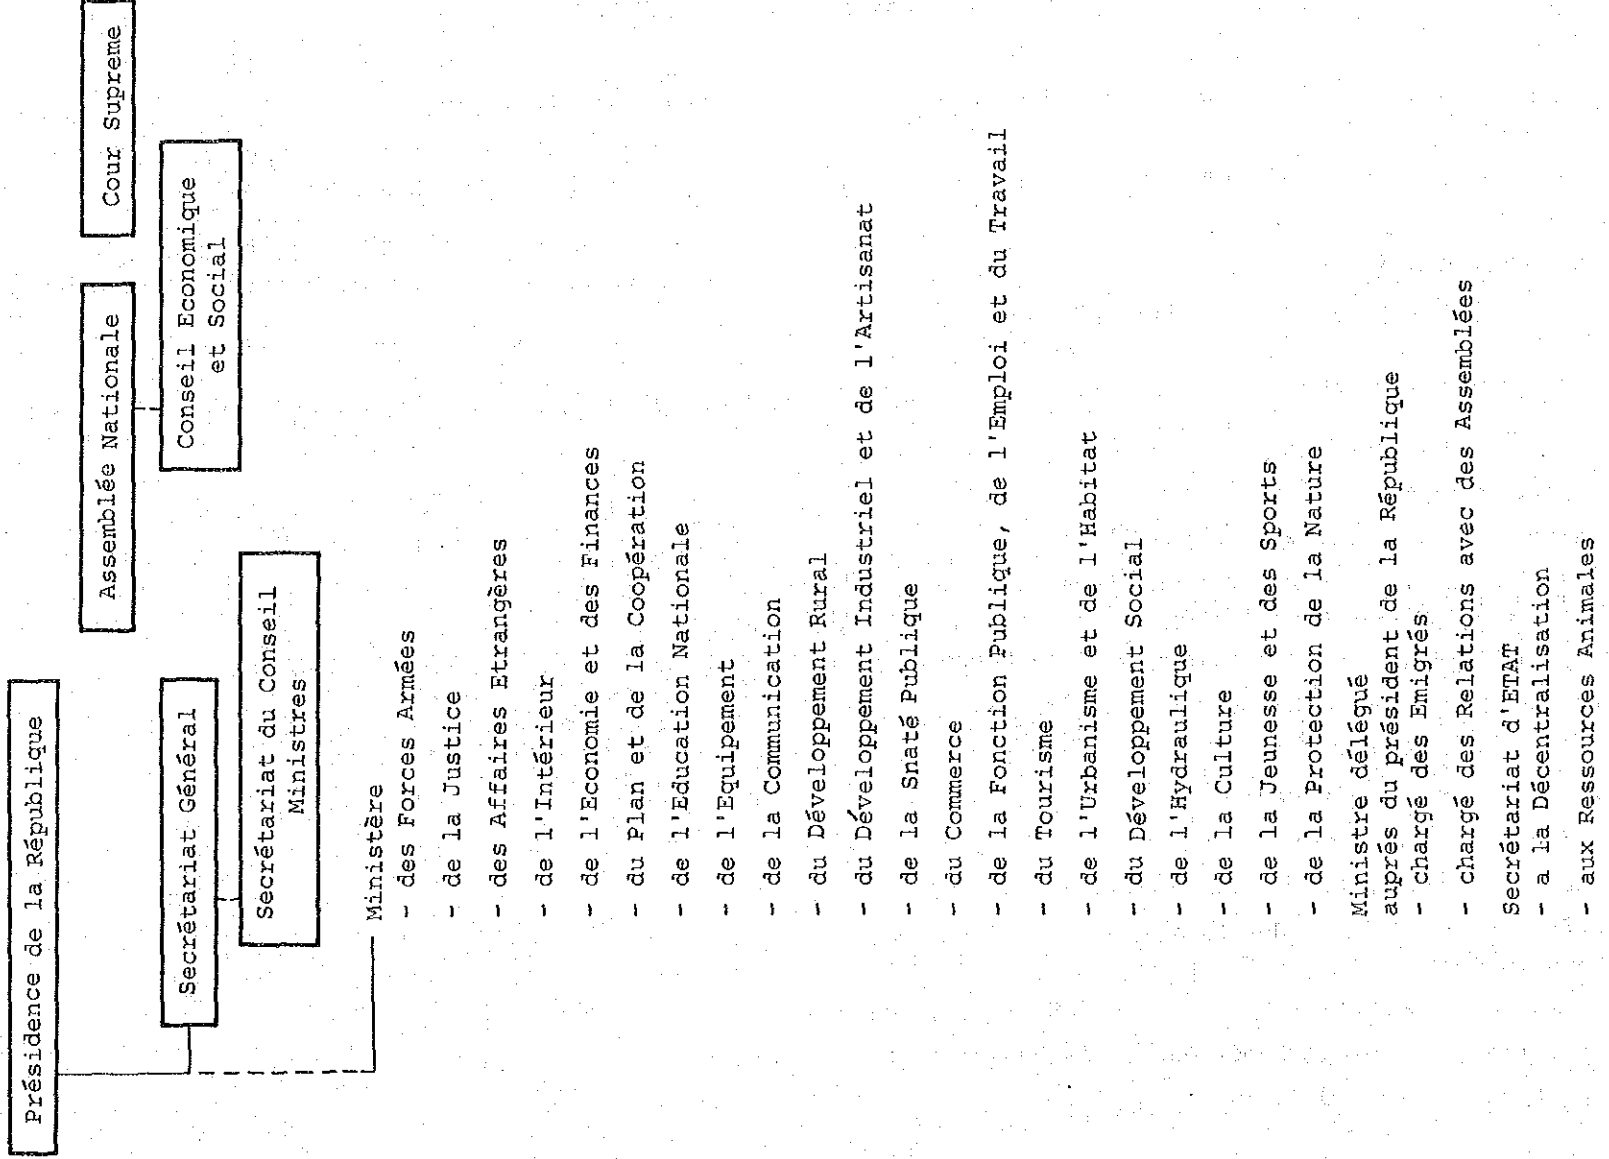 Présidence de la République
Assemblée Nationale
Cour Supreme
Secrétariat Général
Conseil Economique
et Social
Secrétariat du Conseil
Ministres
Ministère
- des Forces Armées
- de la Justice
- des Affaires Etrangères
- de l'Intérieur
- de l'Economie et des Finances
- du Plan et de la Coopération
- de l'Education Nationale
- de l'Equipement
- de la Communication
- du Développement Rural
- du Développement Industriel et de l'Artisanat
- de la Snaté Publique
- du Commerce
- de la Fonction Publique, de l'Emploi et du Travail
- du Tourisme
- de l'Urbanisme et de l'Habitat
- du Développement Social
- de l'Hydraulique
- de la Culture
- de la Jeunesse et des Sports
- de la Protection de la Nature
Ministre délégué
auprés du président de la République
- chargé des Emigrés
- chargé des Relations avec des Assemblées
Secrétariat d'ETAT
- a la Décentralisation
- aux Ressources Animales